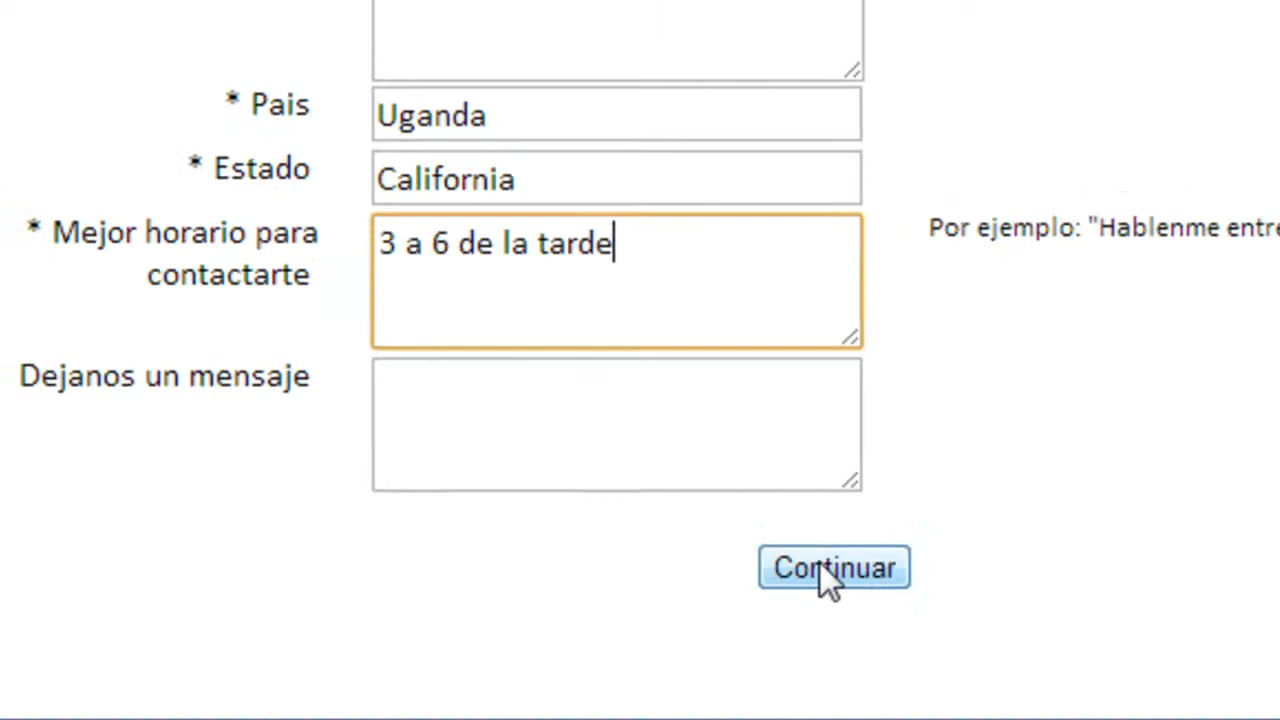 * Pais
Uganda
* Estado
California
* Mejor horario para
contactarte
3 a 6 de la tarde
Por ejemplo: "Hablenme entre
Dejanos un mensaje
Continuar